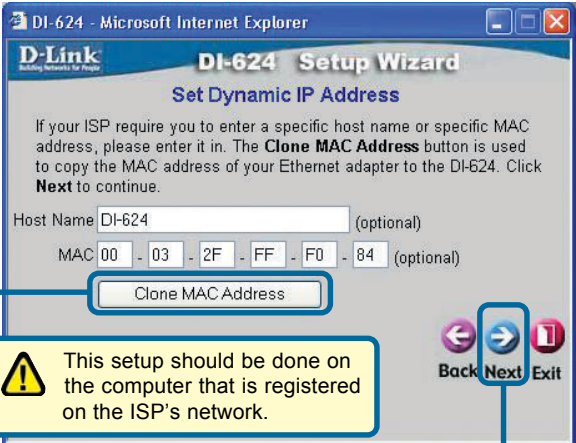 DI-624 - Microsoft Internet Explorer
D-Link
Building Networks for People
DI-624 Setup Wizard
Set Dynamic IP Address
If your ISP require you to enter a specific host name or specific MAC
address, please enter it in. The Clone MAC Address button is used
to copy the MAC address of your Ethernet adapter to the DI-624. Click
Next to continue.
Host Name DI-624 (optional)
MAC 00 - 03 - 2F - FF - F0 - 84 (optional)
Clone MAC Address
This setup should be done on
the computer that is registered
on the ISP's network.
Back Next Exit